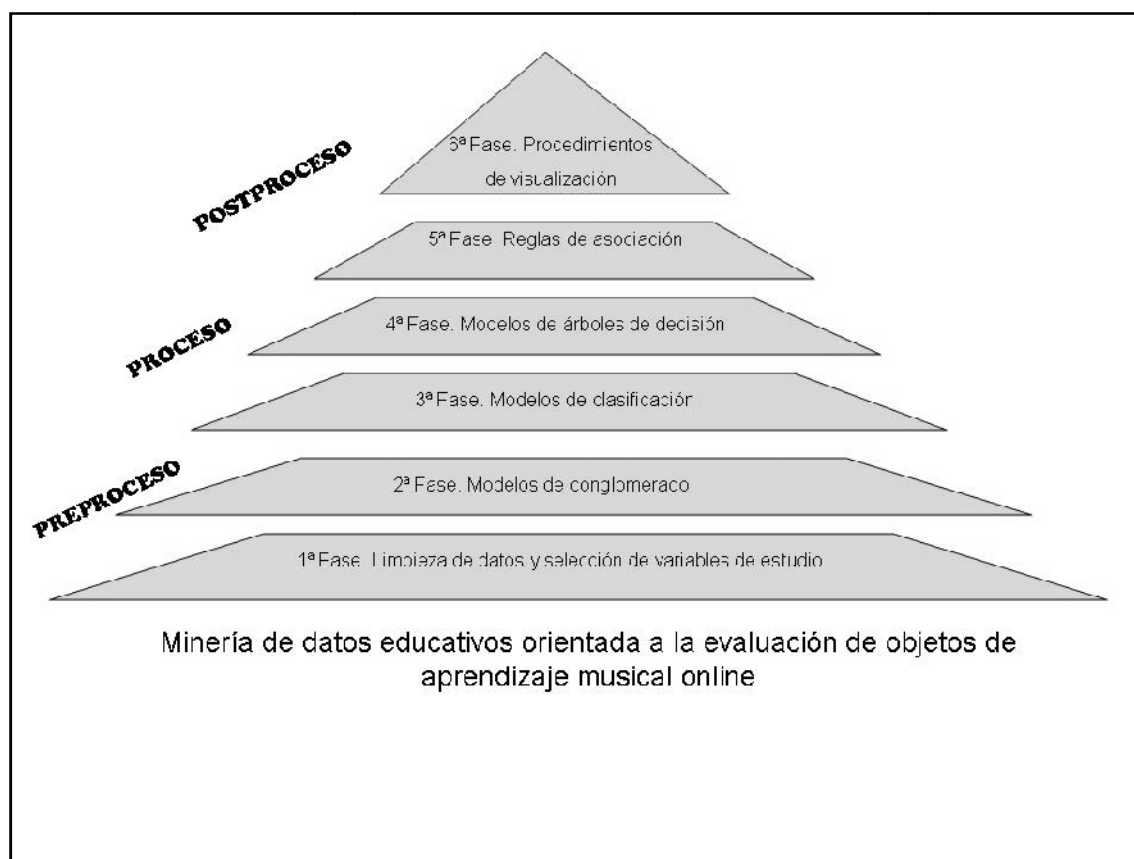 POSTPROCESO
6ª Fase. Procedimientos
de visualización
5ª Fase. Reglas de asociación
PROCESO
4ª Fase. Mocelos de árboles de decisión
3ª Fase. Modelos de clasificación
PREPROCESO
2ª Fase. Modelos de conglomeraco
1ª Fase. Limpieza de datos y selección de variables de estudio
Minería de datos educativos orientada a la evaluación de objetos de
aprendizaje musical online